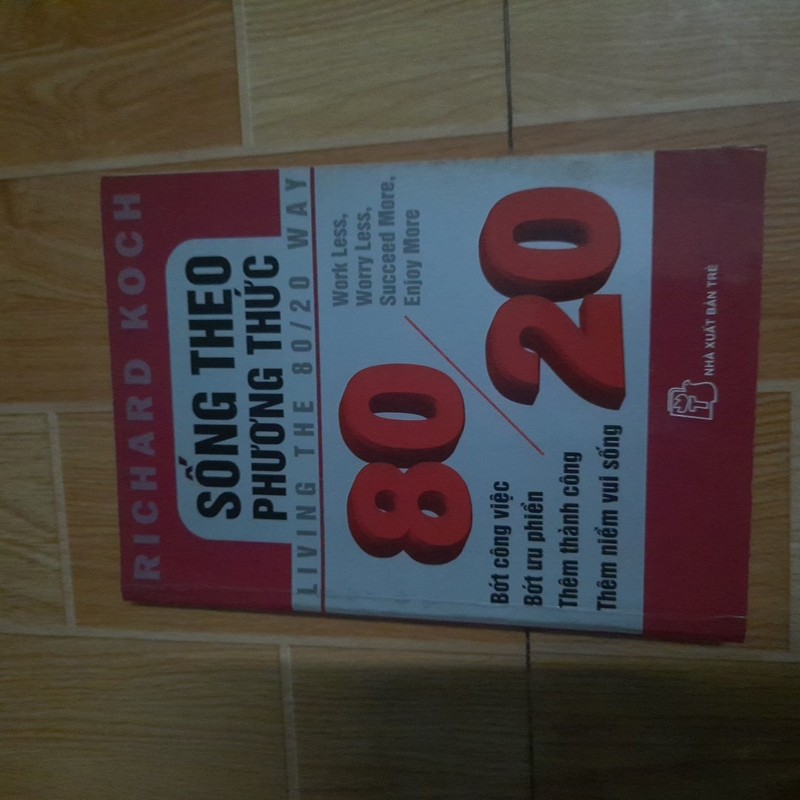 RICHARD KOCH
SỐNG THEO
PHƯƠNG THỨC
LIVING THE 80/20 WAY
Work Less,
Worry Less,
Succeed More,
Enjoy More
80/20
Bớt công việc
Bớt ưu phiền
Thêm thành công
Thêm niềm vui sống
NHÀ XUẤT BẢN TRẺ